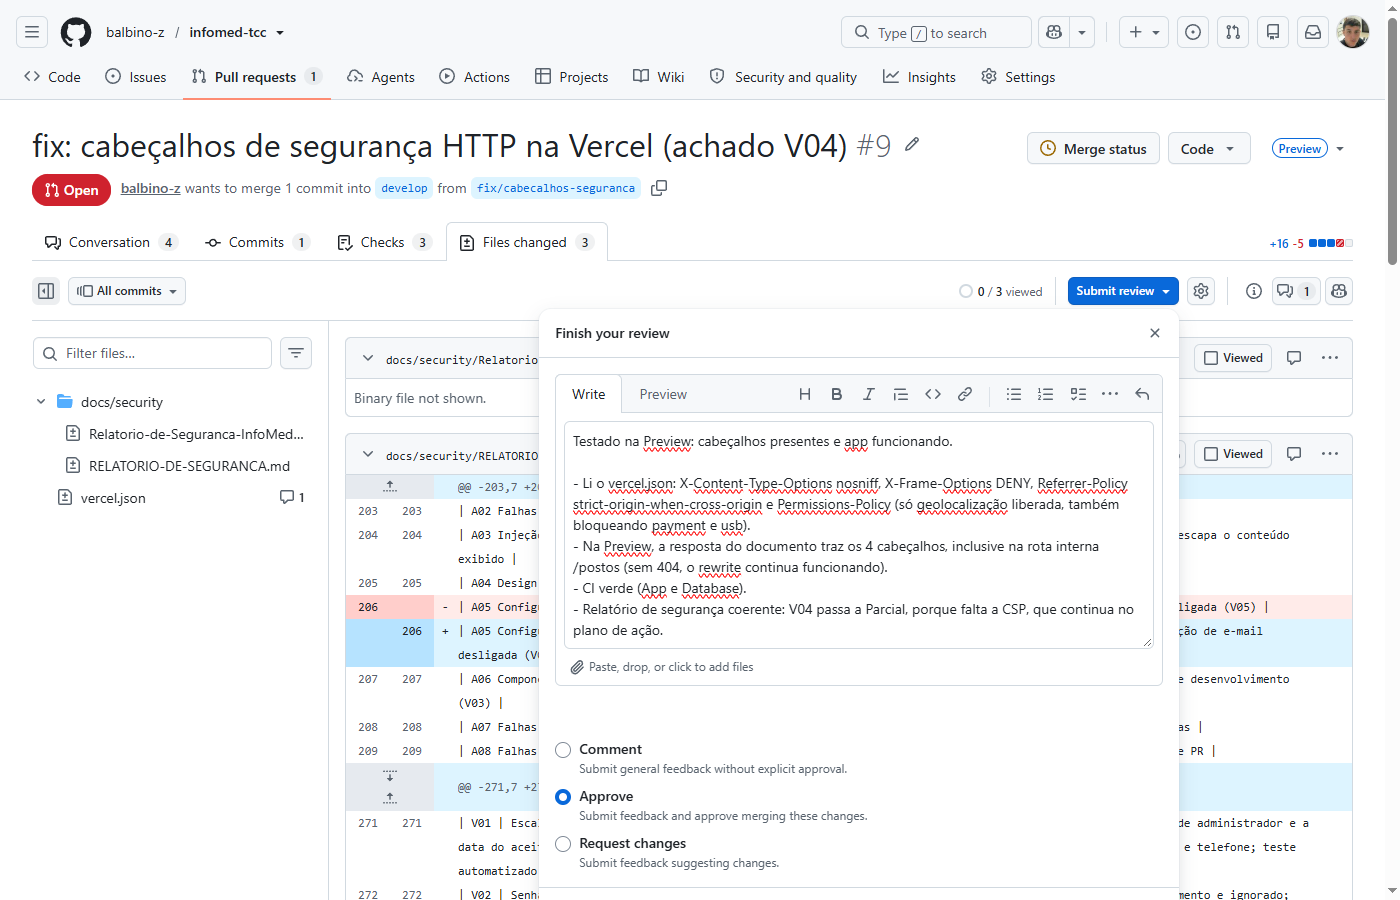 balbino-z / infomed-tcc
Type / to search
Code
Issues
Pull requests 1
Agents
Actions
Projects
Wiki
Security and quality
Insights
Settings
fix: cabeçalhos de segurança HTTP na Vercel (achado V04) #9
Merge status
Code
Preview
Open
balbino-z wants to merge 1 commit into develop from fix/cabecalhos-seguranca
Conversation 4
Commits 1
Checks 3
Files changed 3
+16 -5
All commits
0 / 3 viewed
Submit review
1
Filter files...
docs/security
Relatorio-de-Seguranca-InfoMed...
RELATORIO-DE-SEGURANCA.md
vercel.json 1
docs/security/Relatorio
Viewed
Binary file not shown.
docs/security/RELATORIO
Viewed
@@ -203,7 +2
203 203 | A02 Falhas
204 204 | A03 Injeç escapa o conteúdo
exibido |
205 205 | A04 Design
206 - | A05 Config ligada (V05) |
206 + | A05 Config ção de e-mail
desligada (V
207 207 | A06 Compon e desenvolvimento
(V03) |
208 208 | A07 Falhas as |
209 209 | A08 Falhas e PR |
@@ -271,7 +2
271 271 | V01 | Esca de administrador e a
data do acei e telefone; teste
automatizado
272 272 | V02 | Senh mento e ignorado;
Finish your review
Write
Preview
Testado na Preview: cabeçalhos presentes e app funcionando.
- Li o vercel.json: X-Content-Type-Options nosniff, X-Frame-Options DENY, Referrer-Policy
strict-origin-when-cross-origin e Permissions-Policy (só geolocalização liberada, também
bloqueando payment e usb).
- Na Preview, a resposta do documento traz os 4 cabeçalhos, inclusive na rota interna
/postos (sem 404, o rewrite continua funcionando).
- CI verde (App e Database).
- Relatório de segurança coerente: V04 passa a Parcial, porque falta a CSP, que continua no
plano de ação.
Paste, drop, or click to add files
Comment
Submit general feedback without explicit approval.
Approve
Submit feedback and approve merging these changes.
Request changes
Submit feedback suggesting changes.